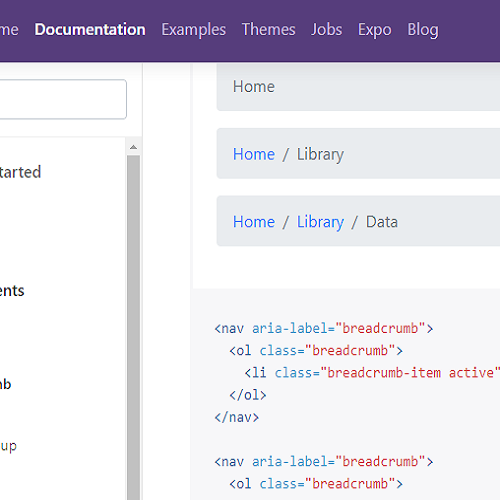 me Documentation Examples Themes Jobs Expo Blog
Home
Home / Library
tarted
Home / Library / Data
ents
<nav aria-label="breadcrumb">
<ol class="breadcrumb">
<li class="breadcrumb-item active"
</ol>
</nav>
mb
up
<nav aria-label="breadcrumb">
<ol class="breadcrumb">